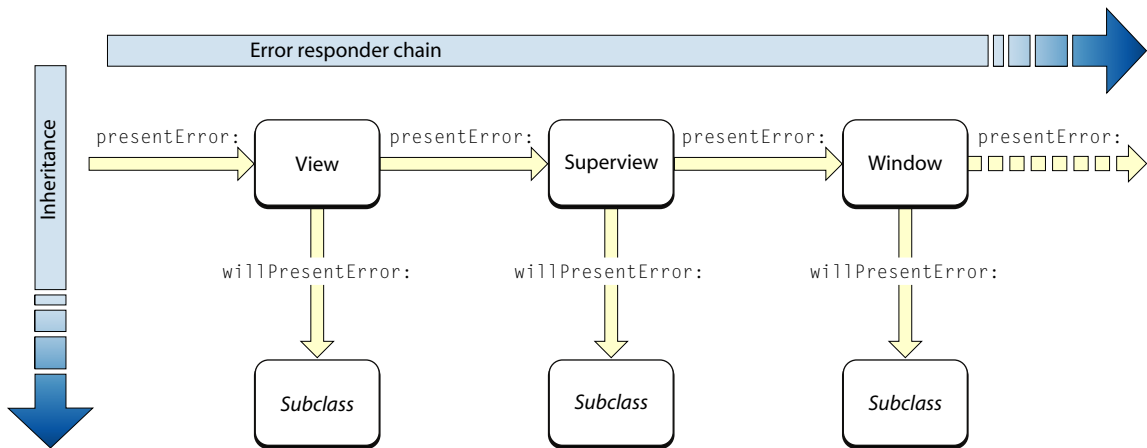 Error responder chain
Inheritance
presentError: presentError: presentError: presentError:
View Superview Window
willPresentError: willPresentError: willPresentError:
Subclass Subclass Subclass